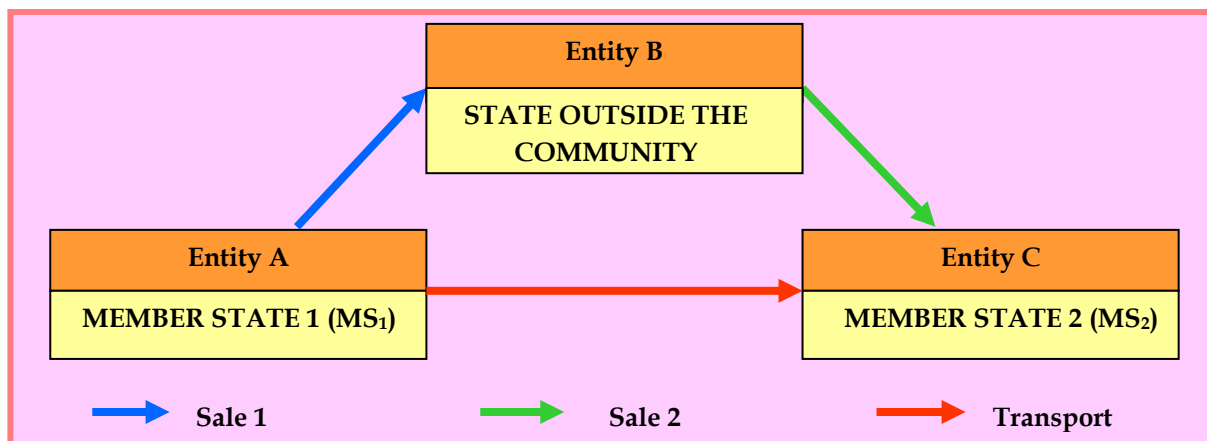 Entity B
STATE OUTSIDE THE
COMMUNITY
Entity A
MEMBER STATE 1 (MS₁)
Entity C
MEMBER STATE 2 (MS₂)
Sale 1
Sale 2
Transport